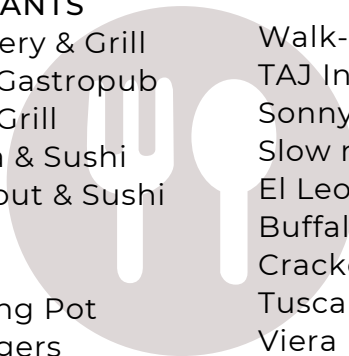 ANTS
ery & Grill
Gastropub
Grill
& Sushi
out & Sushi
ng Pot
gers
Walk-
TAJ In
Sonny
Slow
El Leo
Buffal
Crack
Tusca
Viera